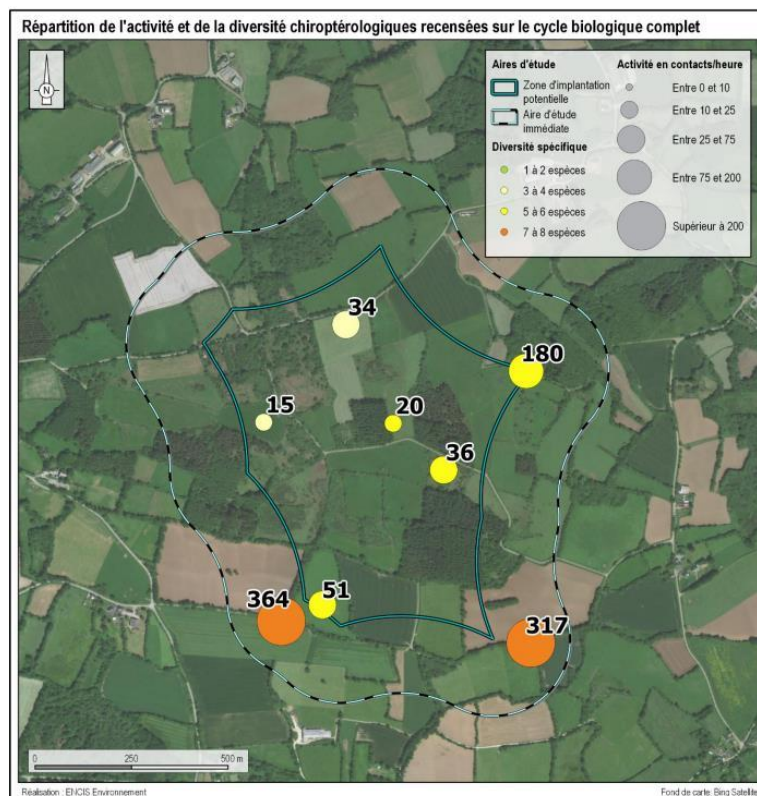 Répartition de l'activité et de la diversité chiroptérologiques recensées sur le cycle biologique complet
N
Aires d'étude
Zone d'implantation
potentielle
Aire d'étude
immédiate
Diversité spécifique
1 à 2 espèces
3 à 4 espèces
5 à 6 espèces
7 à 8 espèces
Activité en contacts/heure
Entre 0 et 10
Entre 10 et 25
Entre 25 et 75
Entre 75 et 200
Supérieur à 200
34
180
15
20
36
51
364
317
0 250 500 m
Réalisation : ENCIS Environnement
Fond de carte: Bing Satellite